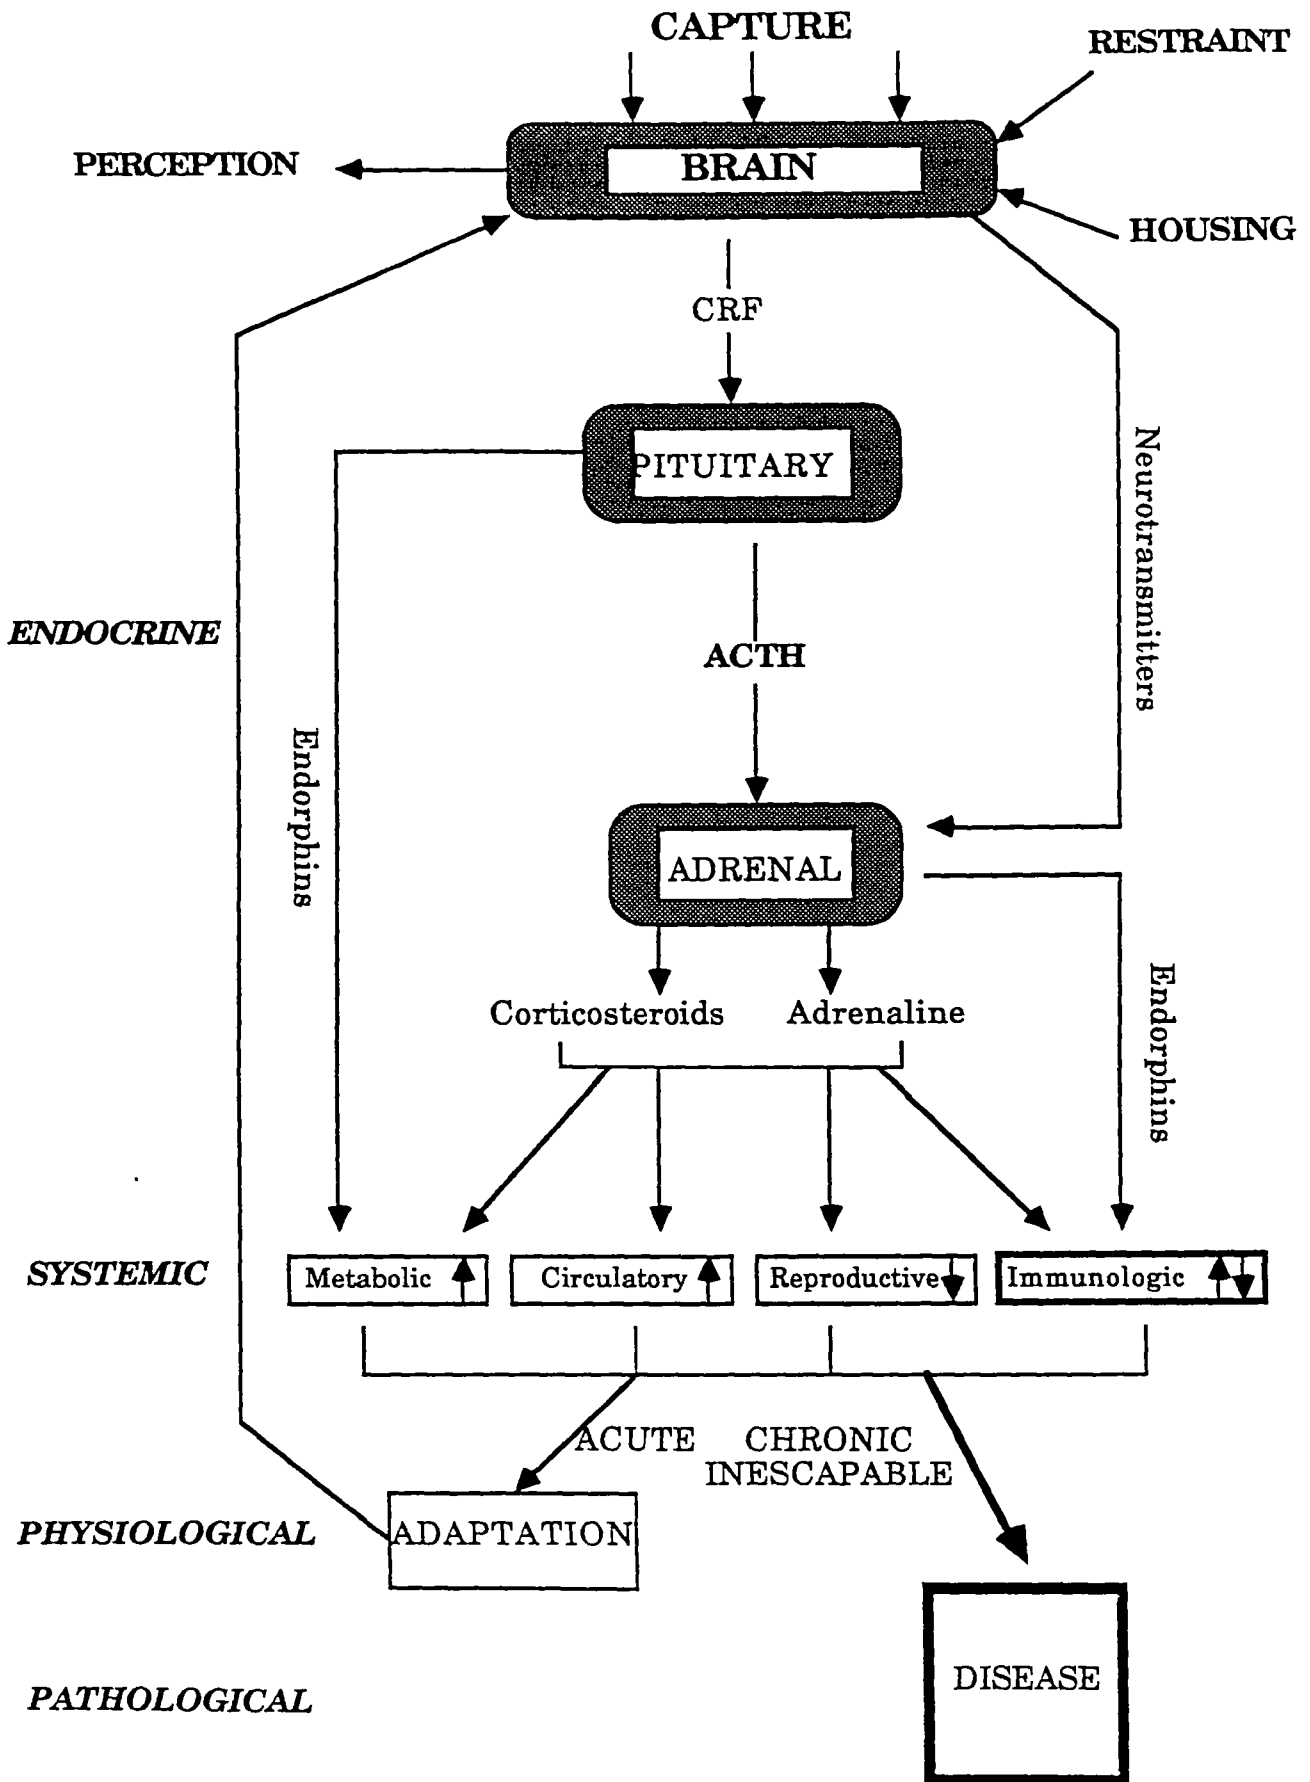 CAPTURE
RESTRAINT
PERCEPTION
BRAIN
HOUSING
CRF
PITUITARY
Neurotransmitters
ENDOCRINE
ACTH
Endorphins
ADRENAL
Corticosteroids
Adrenaline
Endorphins
SYSTEMIC
Metabolic
Circulatory
Reproductive
Immunologic
ACUTE
CHRONIC
INESCAPABLE
PHYSIOLOGICAL
ADAPTATION
DISEASE
PATHOLOGICAL